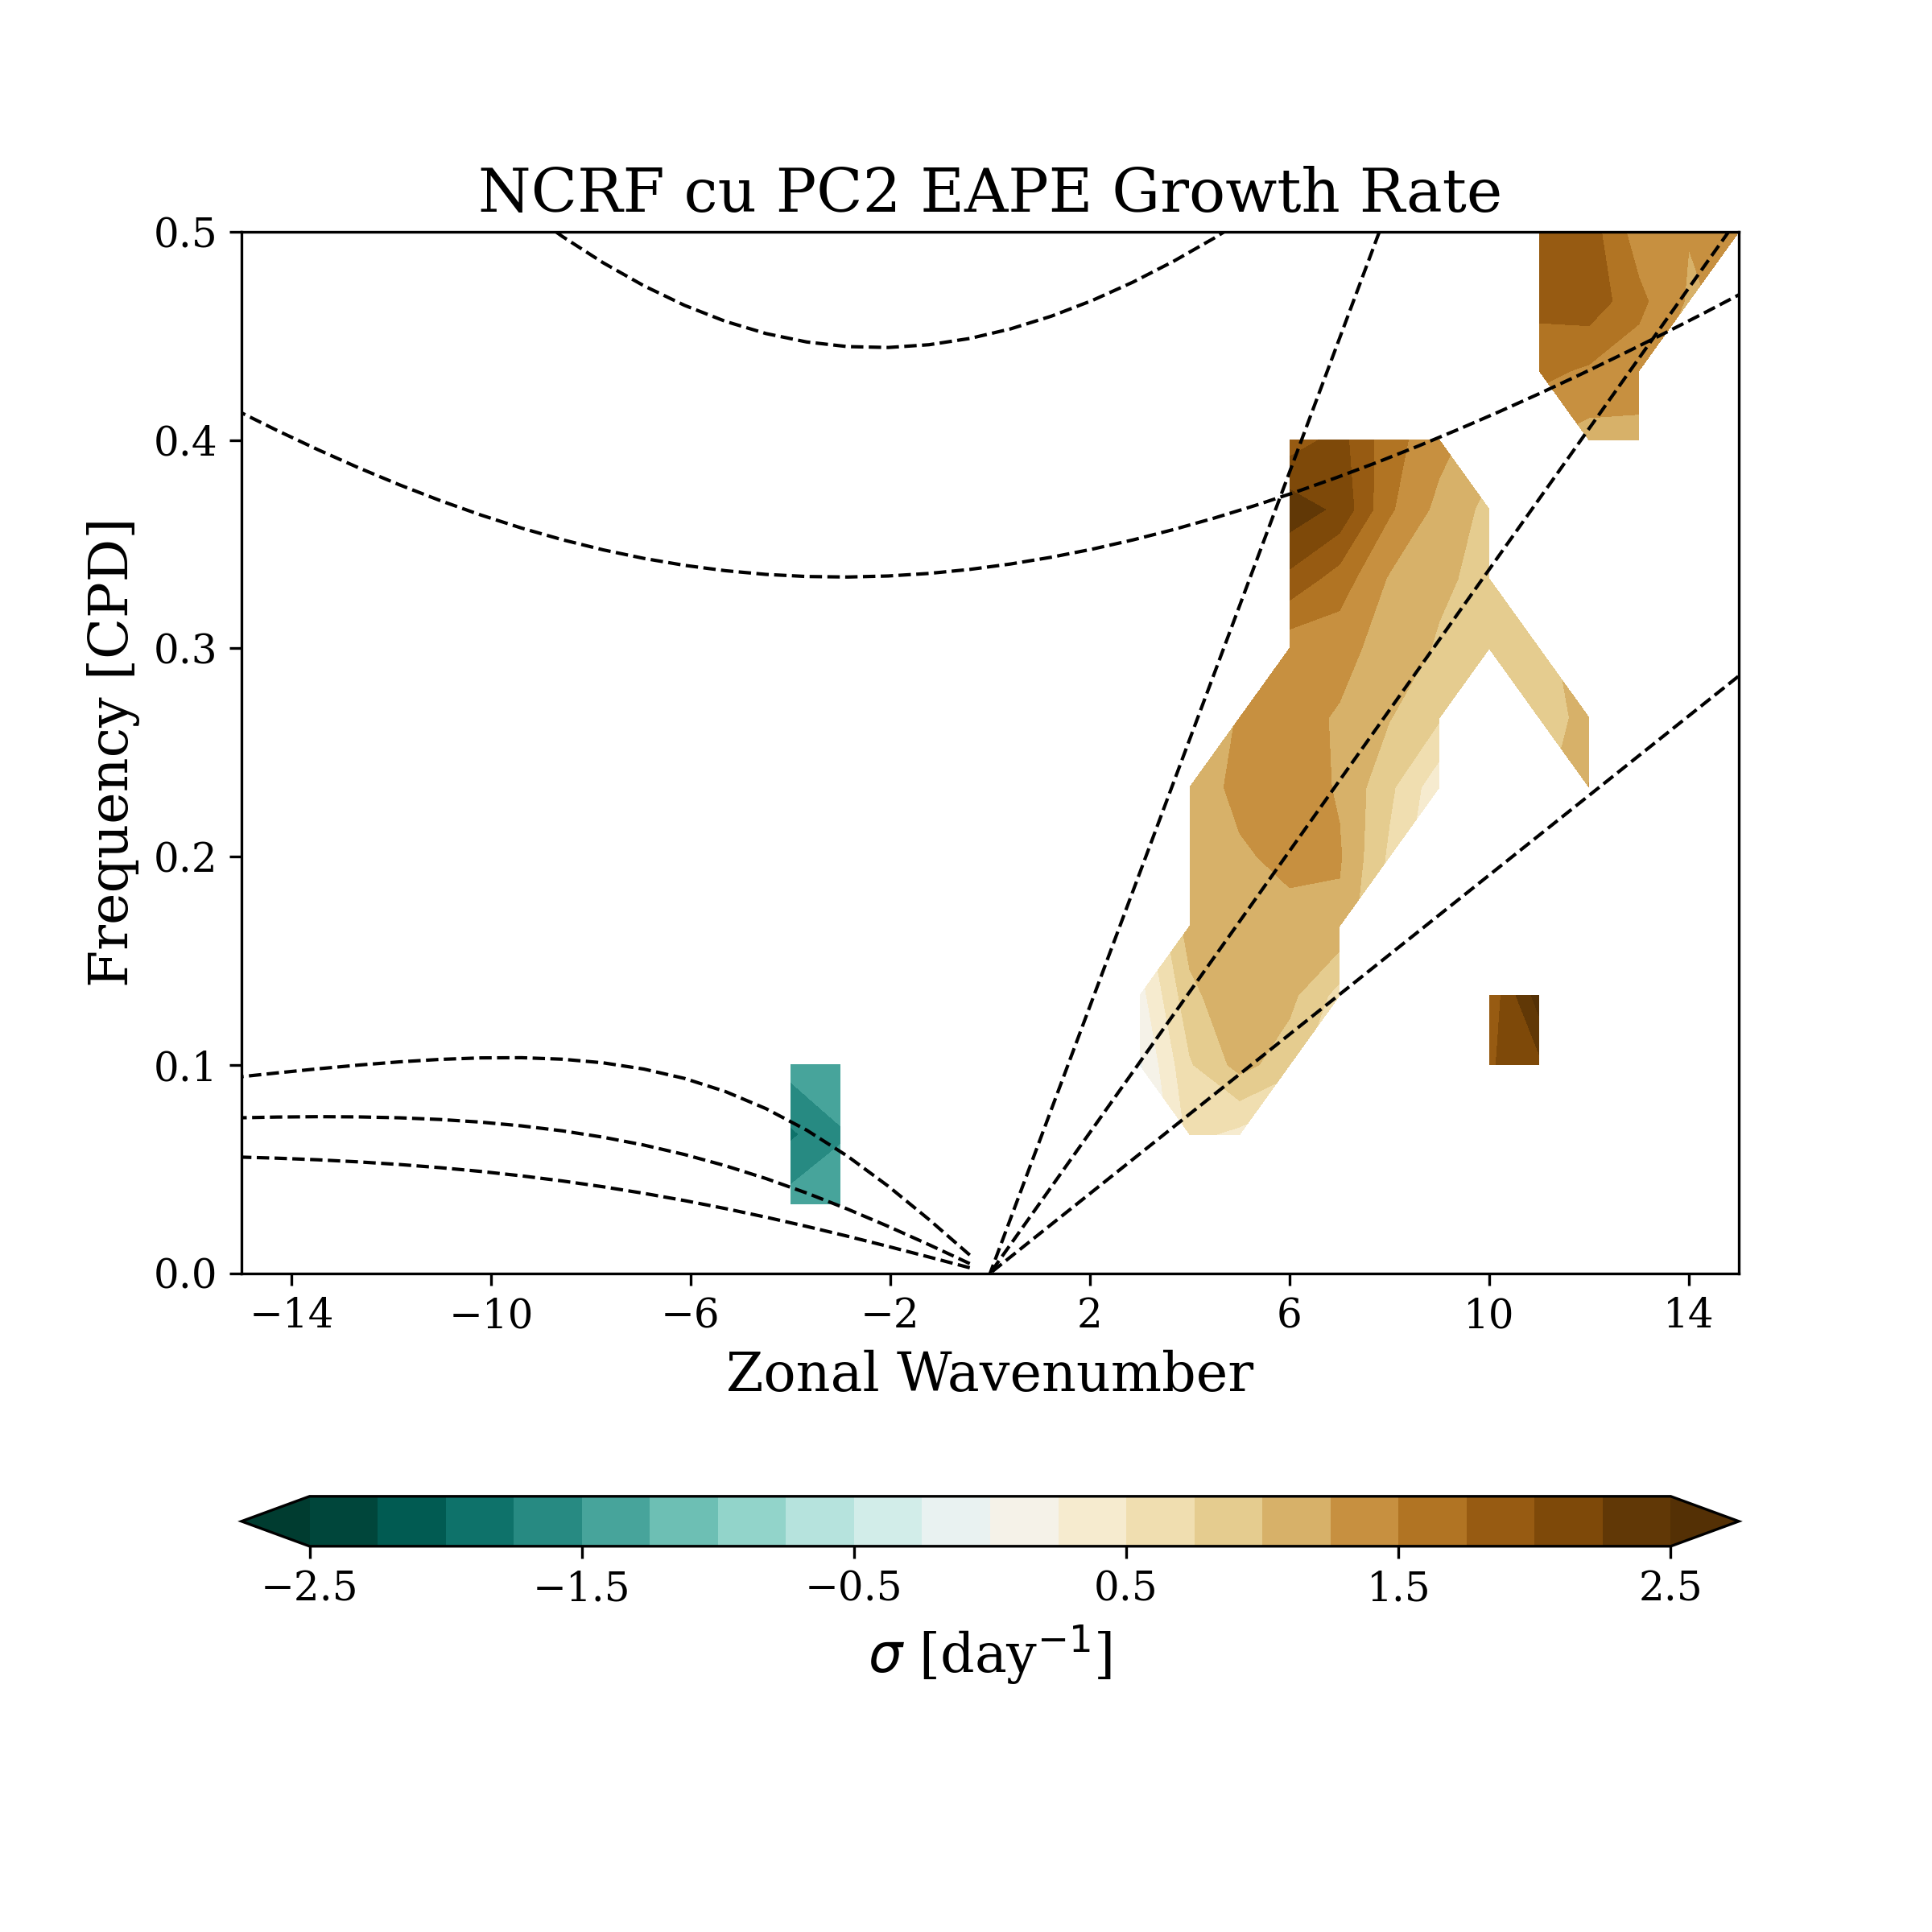 NCRF cu PC2 EAPE Growth Rate
0.5
0.4
0.3
0.2
0.1
0.0
Frequency [CPD]
−14 −10 −6 −2 2 6 10 14
Zonal Wavenumber
−2.5 −1.5 −0.5 0.5 1.5 2.5
σ [day⁻¹]